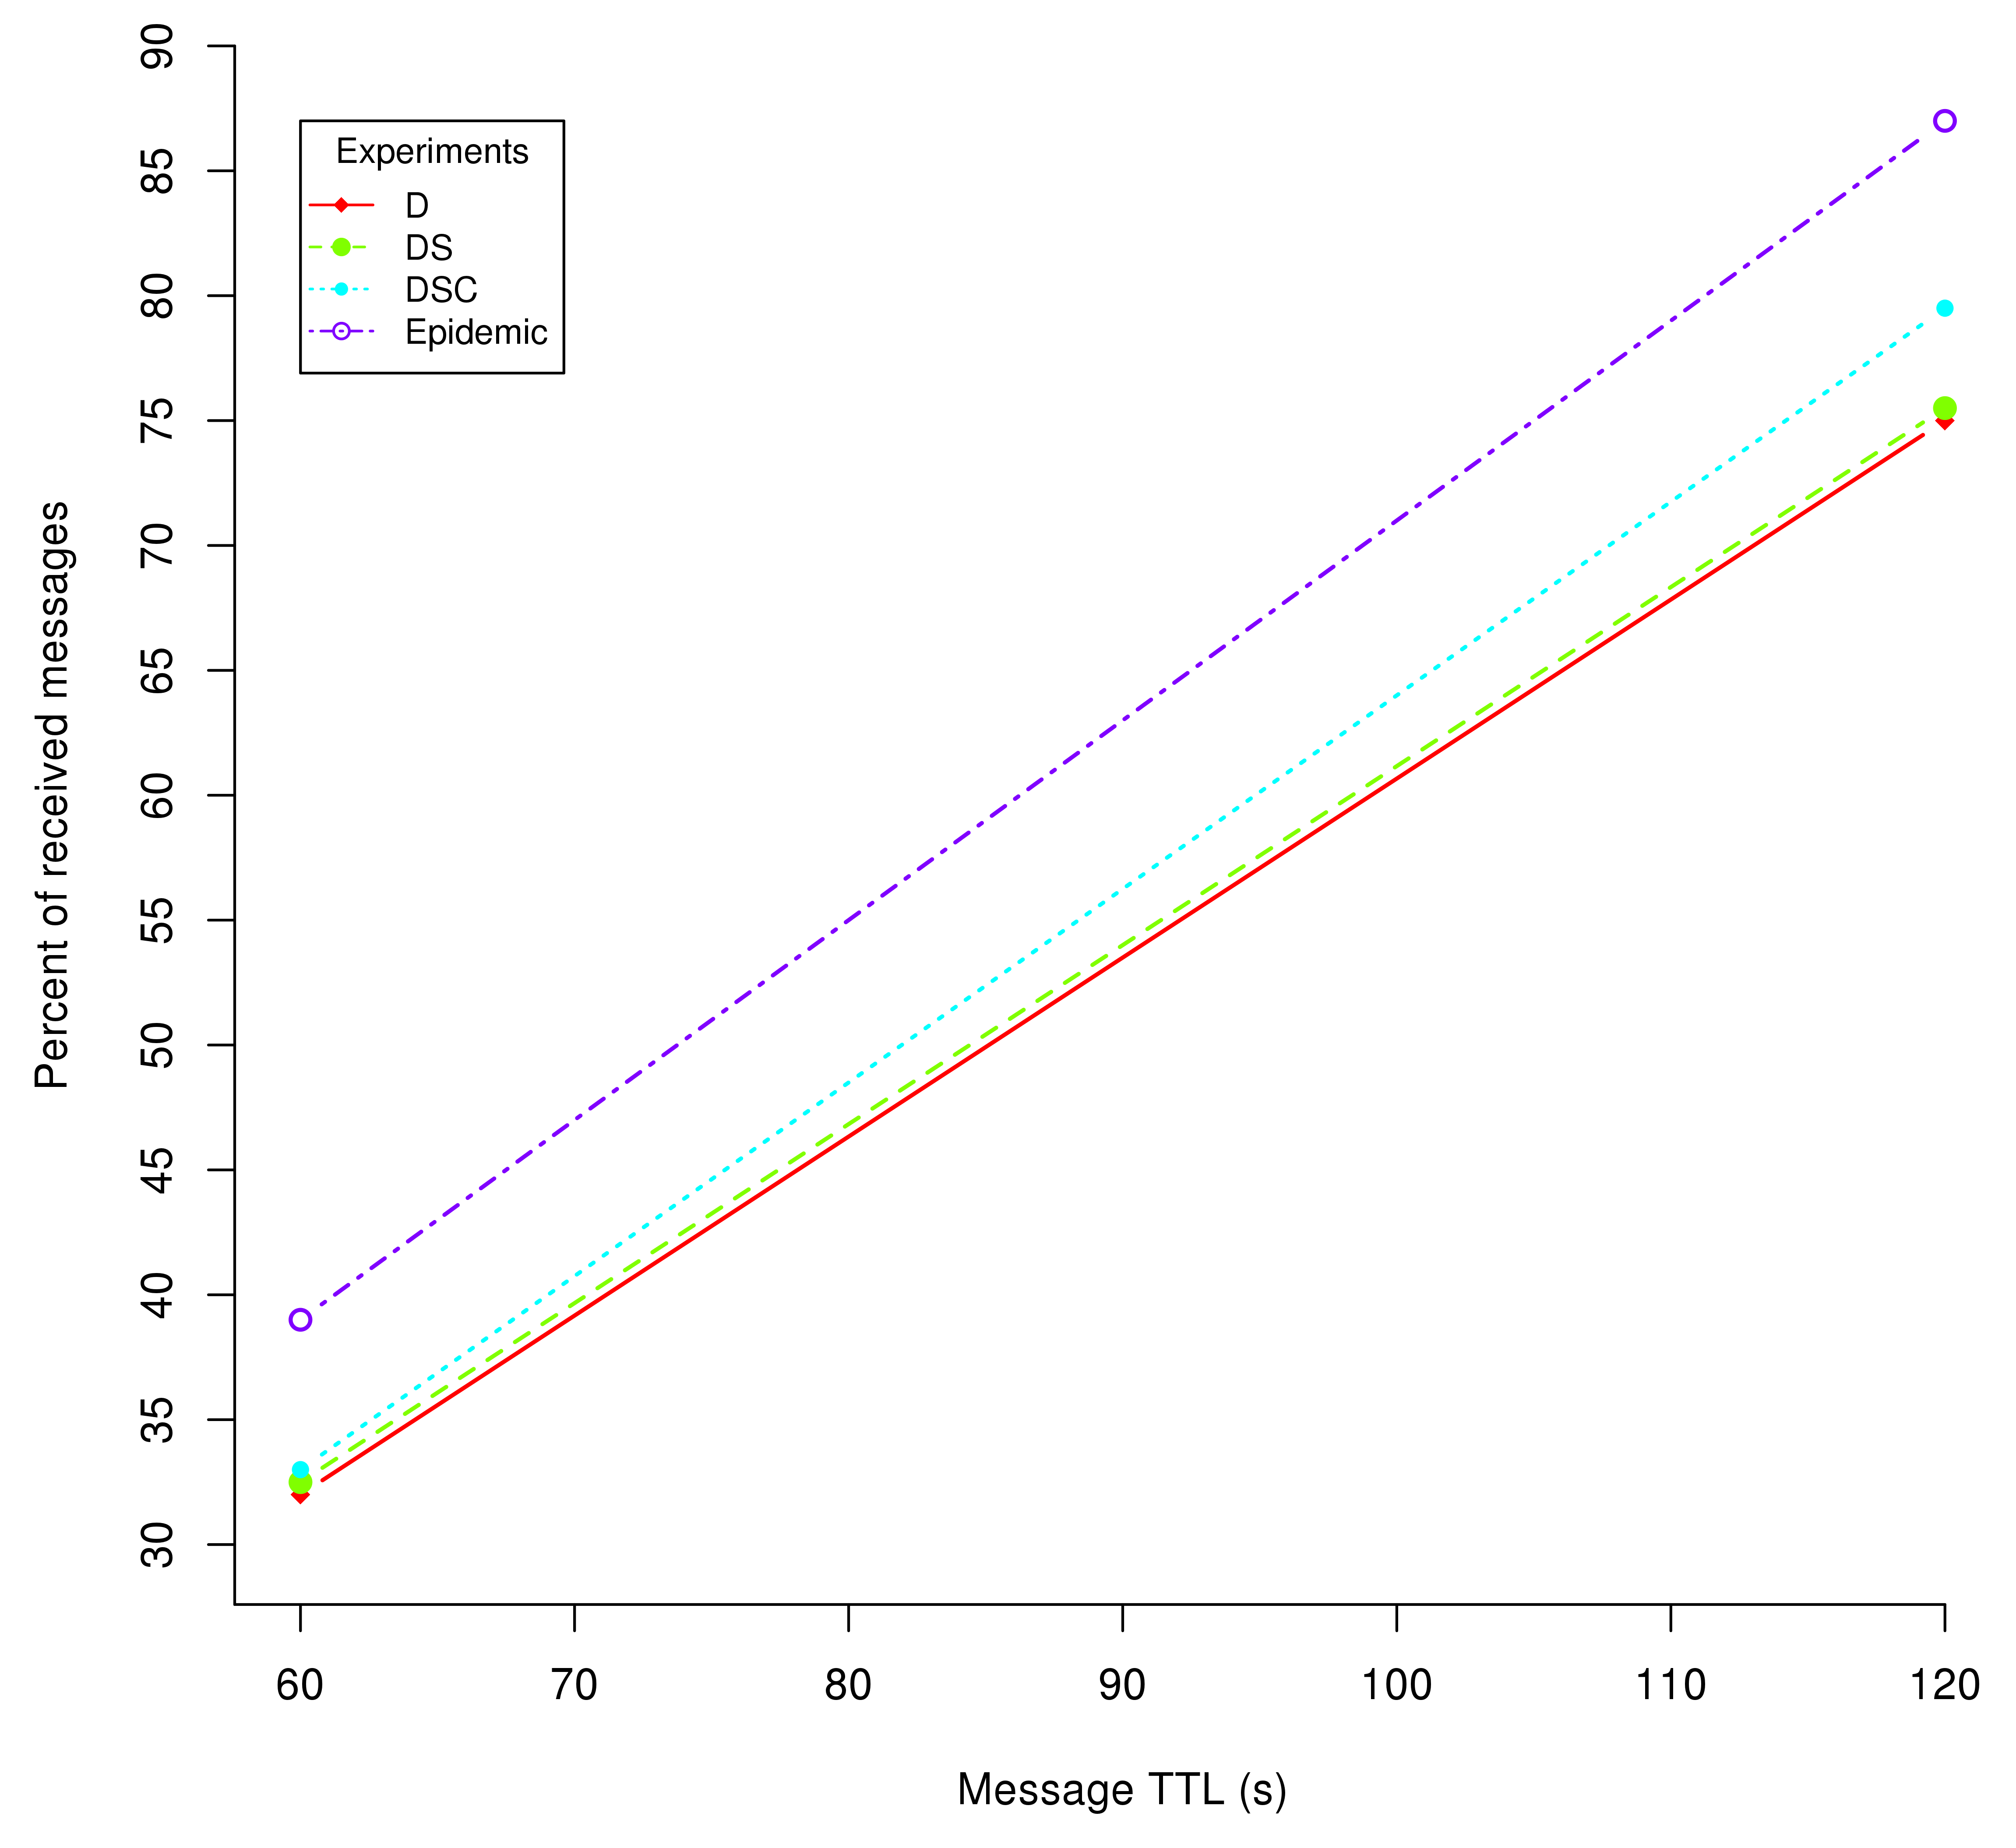 Percent of received messages
90
85
80
75
70
65
60
55
50
45
40
35
30
Experiments
D
DS
DSC
Epidemic
60 70 80 90 100 110 120
Message TTL (s)